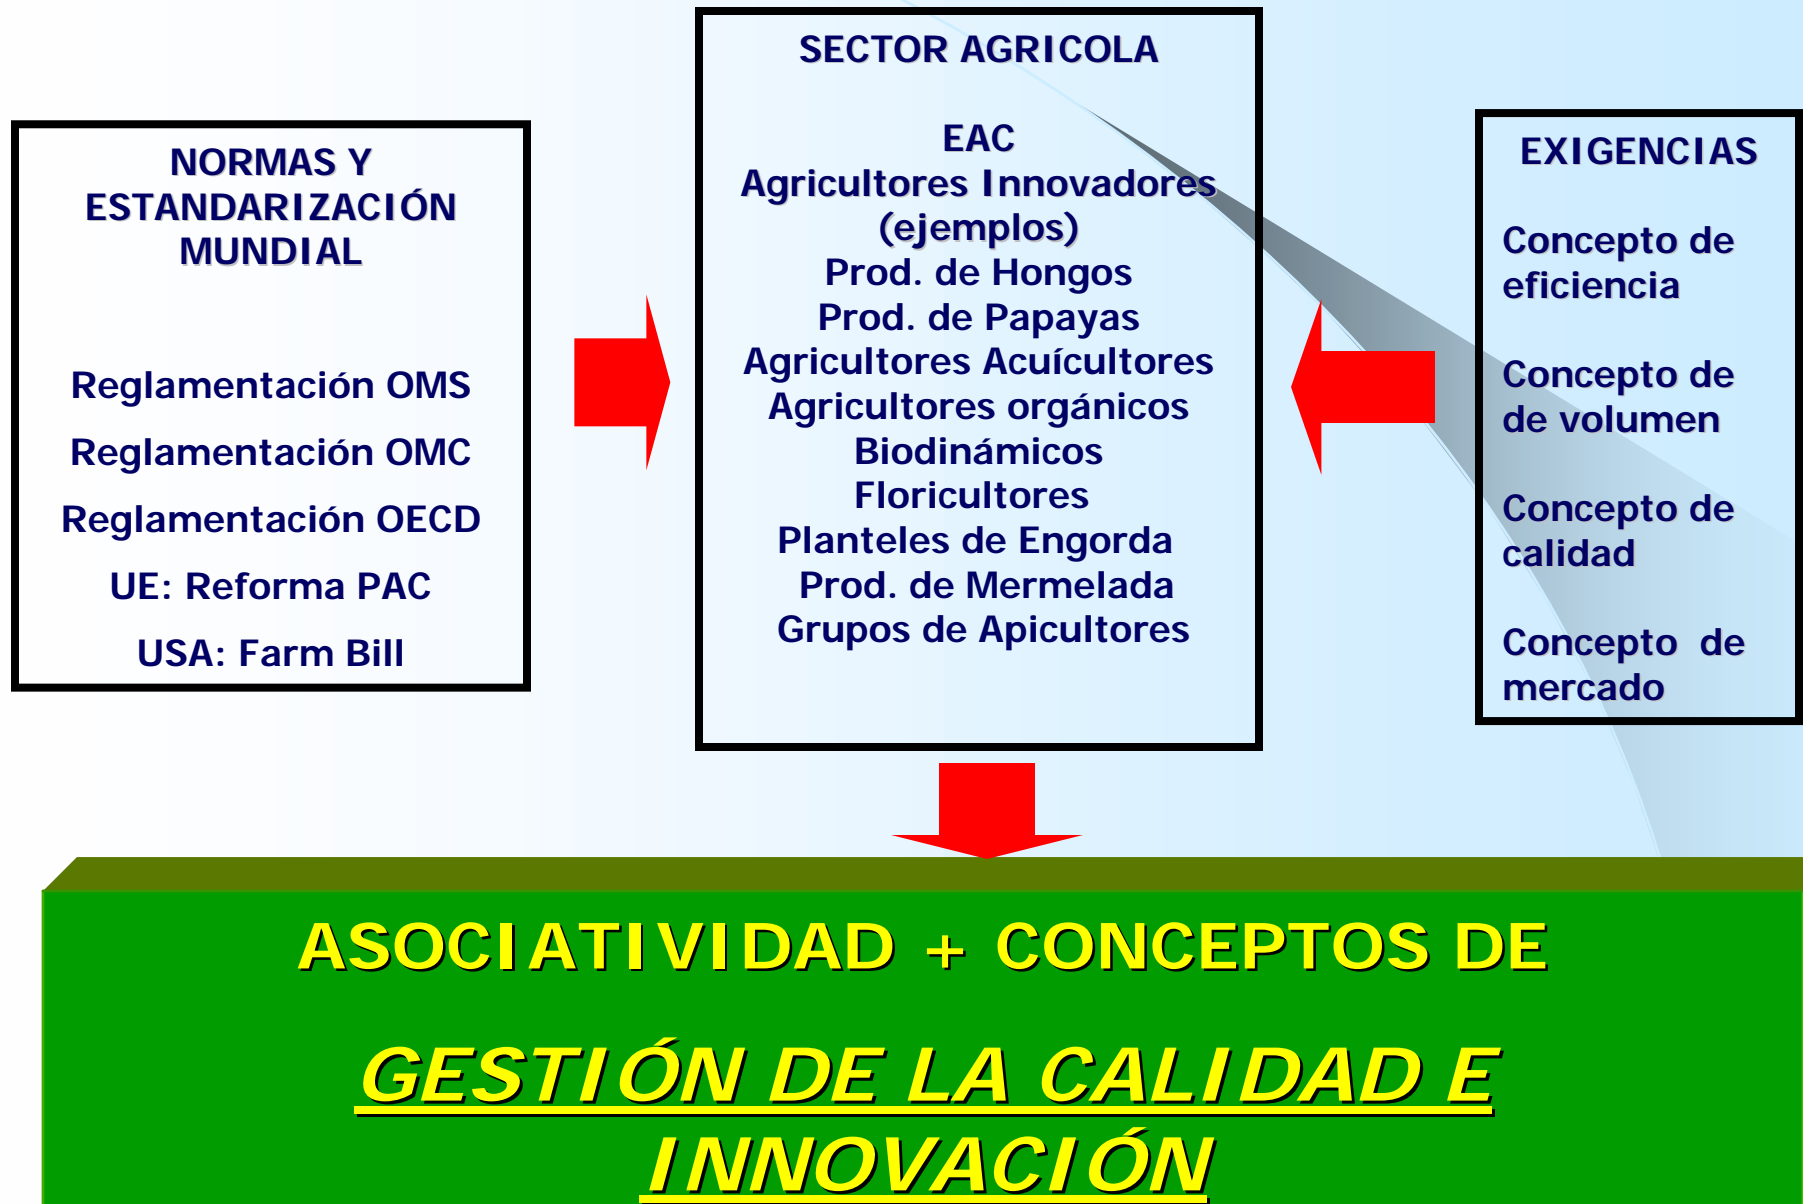 SECTOR AGRICOLA
EAC
Agricultores Innovadores
(ejemplos)
Prod. de Hongos
Prod. de Papayas
Agricultores Acuícultores
Agricultores orgánicos
Biodinámicos
Floricultores
Planteles de Engorda
Prod. de Mermelada
Grupos de Apicultores
NORMAS Y
ESTANDARIZACIÓN
MUNDIAL
Reglamentación OMS
Reglamentación OMC
Reglamentación OECD
UE: Reforma PAC
USA: Farm Bill
EXIGENCIAS
Concepto de
eficiencia
Concepto de
de volumen
Concepto de
calidad
Concepto de
mercado
ASOCIATIVIDAD + CONCEPTOS DE
GESTIÓN DE LA CALIDAD E
INNOVACIÓN